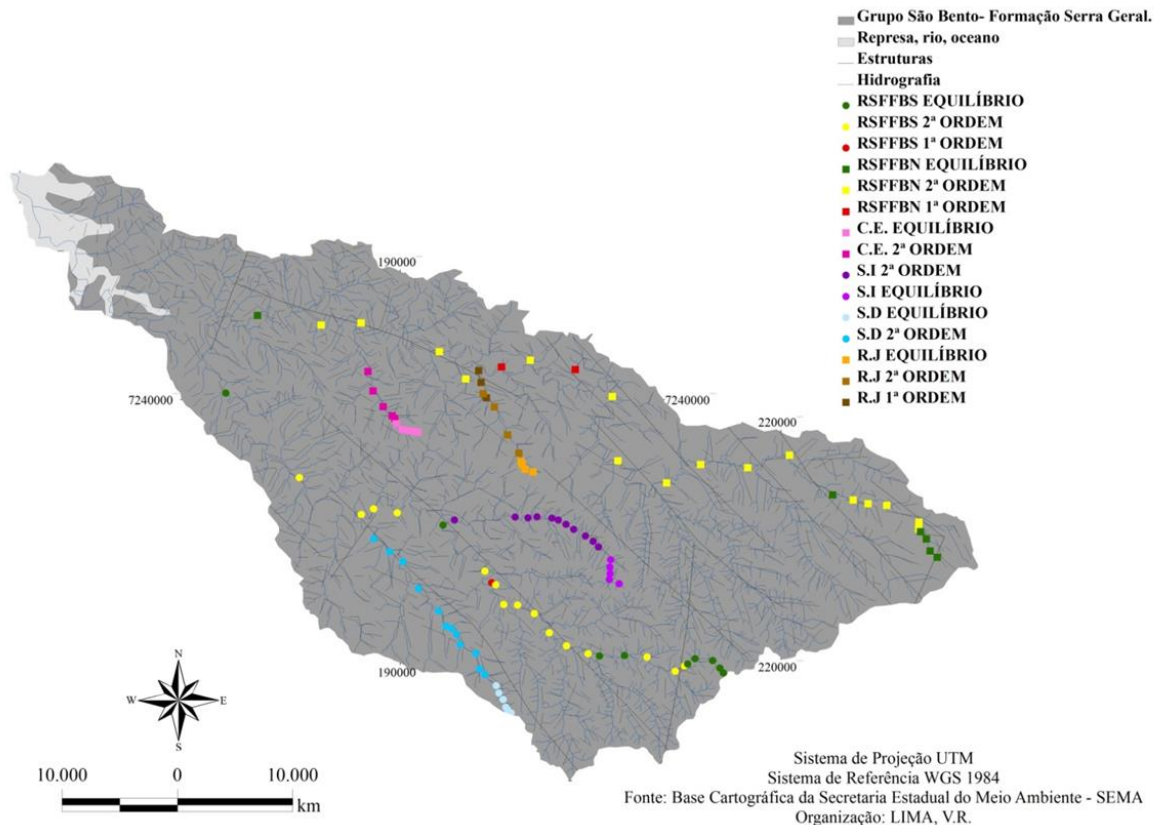 Grupo São Bento- Formação Serra Geral.
Represa, rio, oceano
Estruturas
Hidrografia
RSFFBS EQUILÍBRIO
RSFFBS 2ª ORDEM
RSFFBS 1ª ORDEM
RSFFBN EQUILÍBRIO
RSFFBN 2ª ORDEM
RSFFBN 1ª ORDEM
C.E. EQUILÍBRIO
C.E. 2ª ORDEM
S.I 2ª ORDEM
S.I EQUILÍBRIO
S.D EQUILÍBRIO
S.D 2ª ORDEM
R.J EQUILÍBRIO
R.J 2ª ORDEM
R.J 1ª ORDEM
190000
7240000
7240000
220000
190000
220000
N
W E
S
10.000 0 10.000
km
Sistema de Projeção UTM
Sistema de Referência WGS 1984
Fonte: Base Cartográfica da Secretaria Estadual do Meio Ambiente - SEMA
Organização: LIMA, V.R.